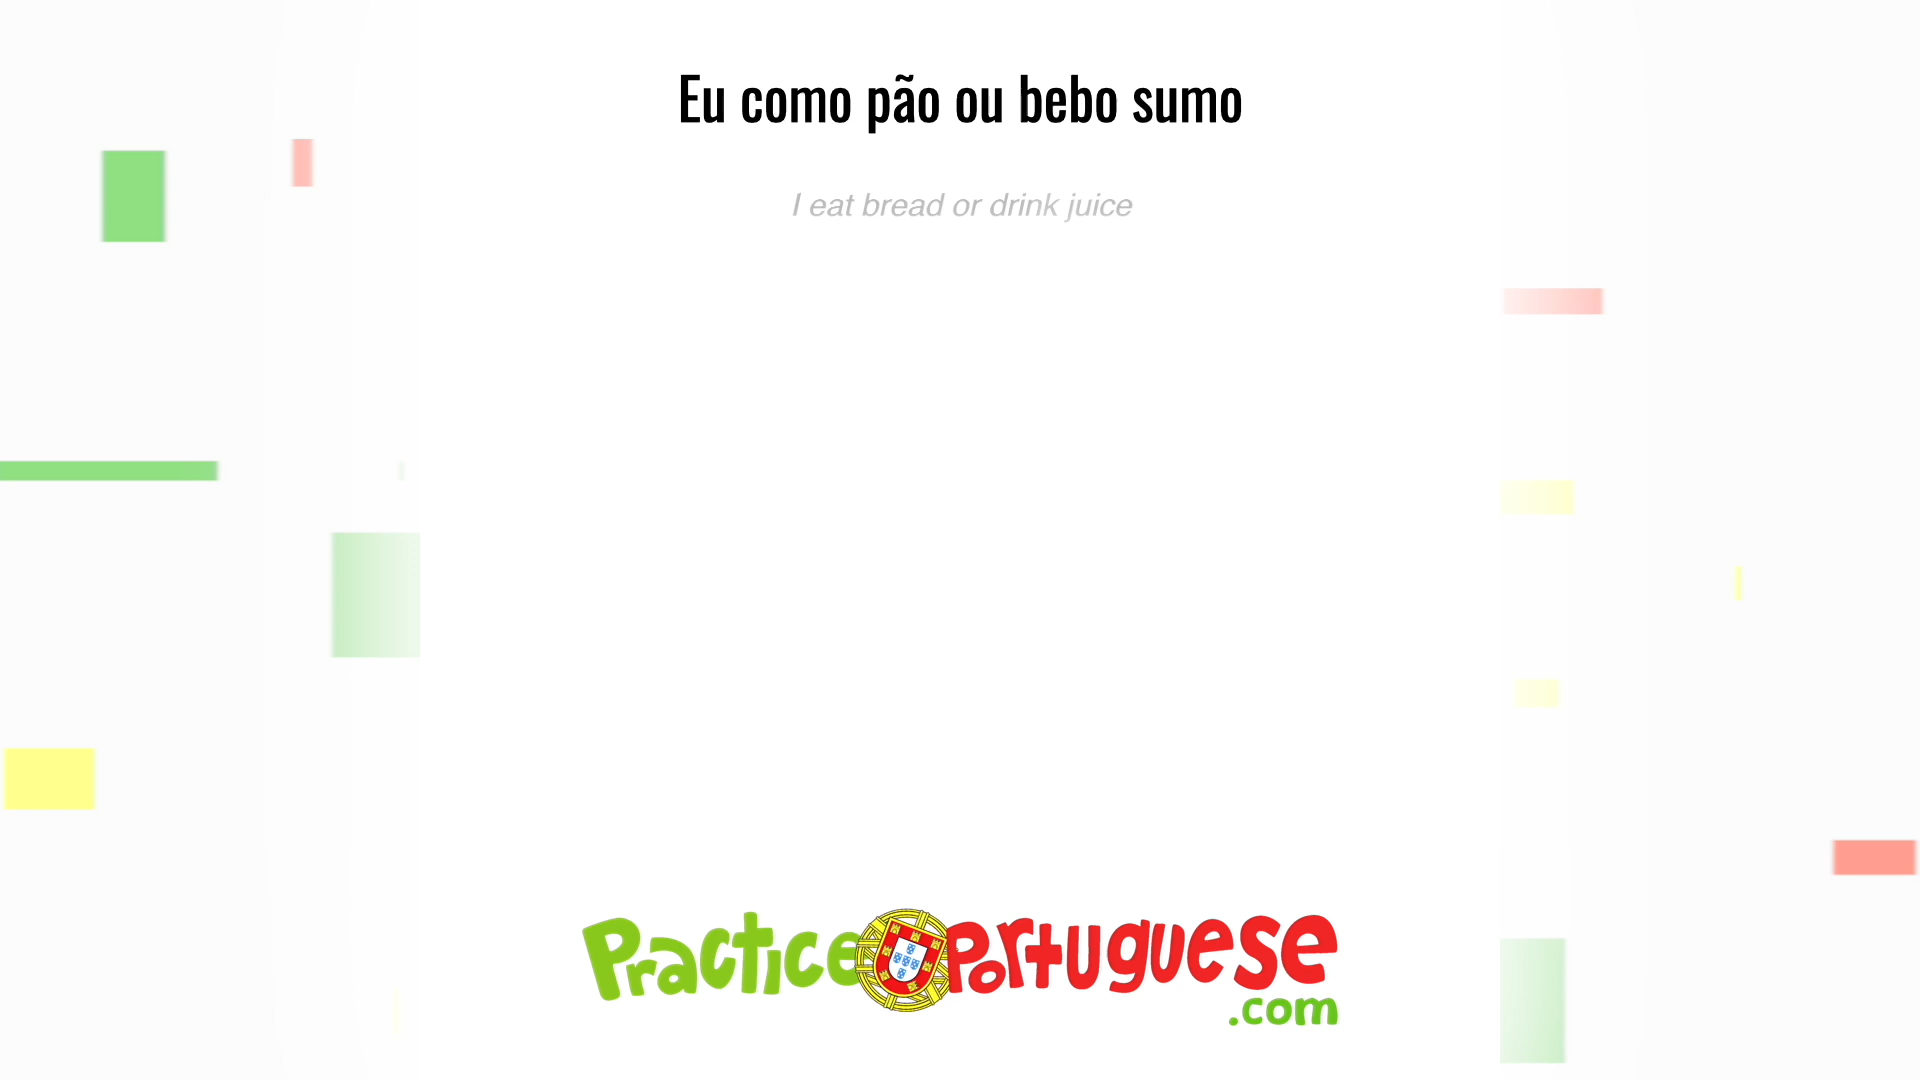 Eu como pão ou bebo sumo
I eat bread or drink juice
Practice Portuguese
.com